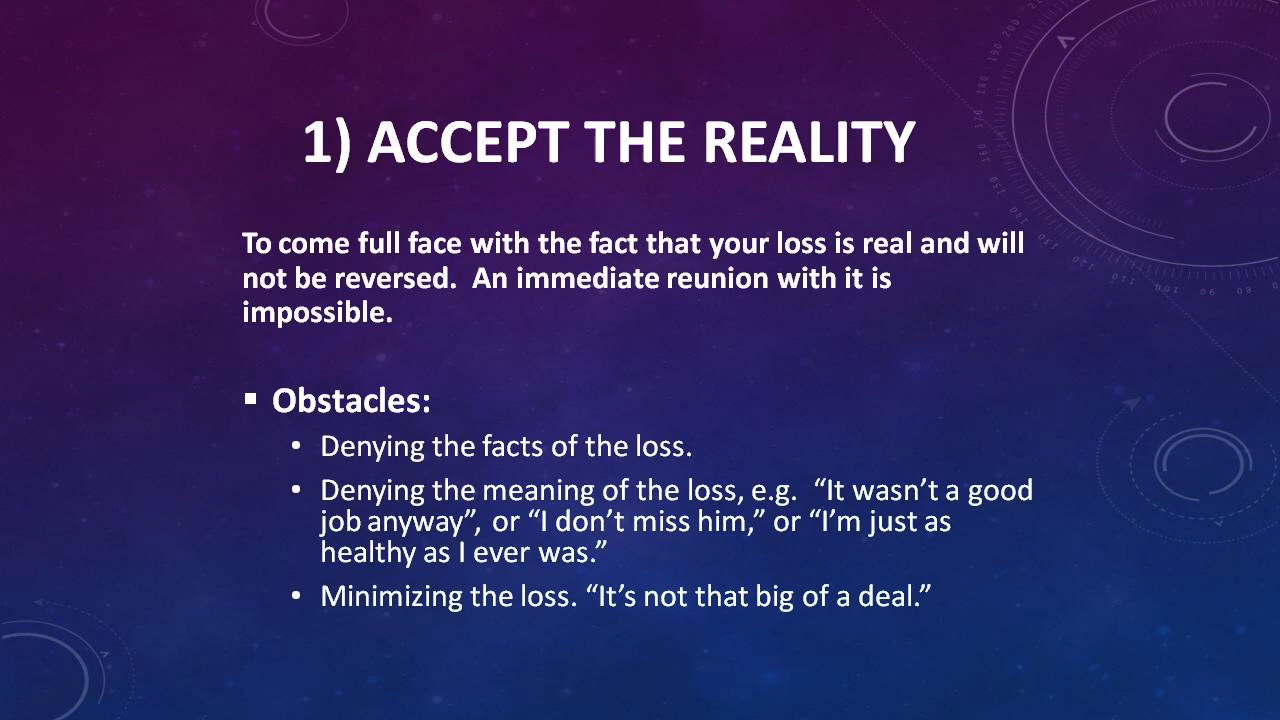 1) ACCEPT THE REALITY
To come full face with the fact that your loss is real and will
not be reversed.  An immediate reunion with it is
impossible.
▪ Obstacles:
• Denying the facts of the loss.
• Denying the meaning of the loss, e.g.  “It wasn’t a good
job anyway”, or “I don’t miss him,” or “I’m just as
healthy as I ever was.”
• Minimizing the loss. “It’s not that big of a deal.”